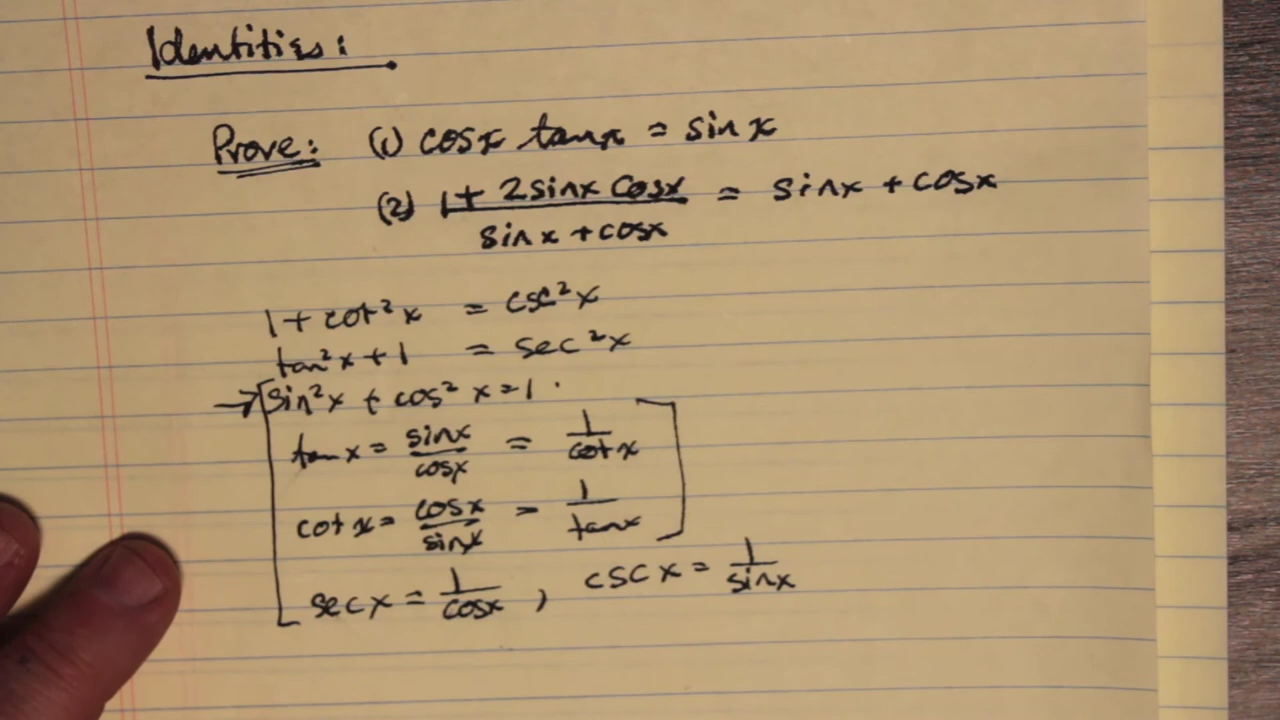 Identities:
Prove: (1) cosx tanx = sinx
(2) 1 + 2sinx cosx / sinx + cosx = sinx + cosx
1 + cot²x = csc²x
tan²x + 1 = sec²x
→ sin²x + cos²x = 1.
tanx = sinx / cosx = 1 / cotx
cotx = cosx / sinx = 1 / tanx
secx = 1 / cosx , cscx = 1 / sinx